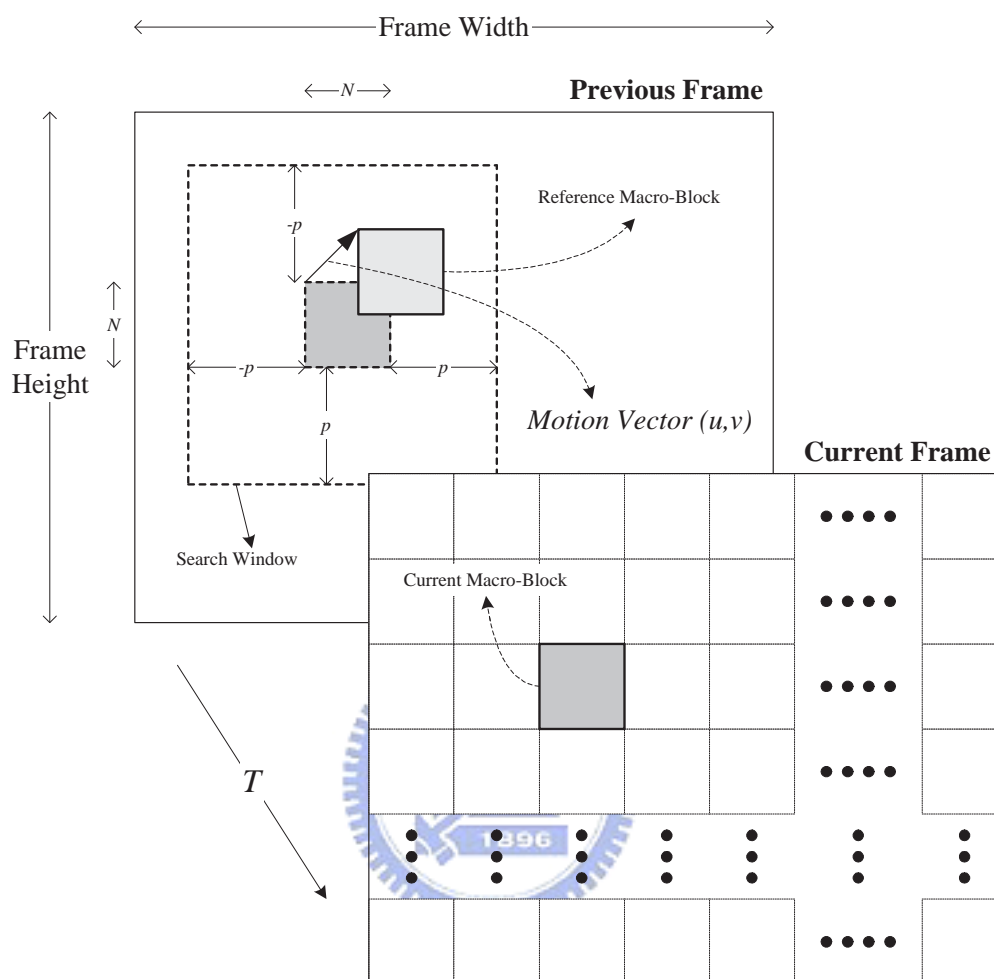 Frame Width
N
Previous Frame
Reference Macro-Block
-p
N
Frame
Height
-p
p
p
Motion Vector (u,v)
Current Frame
Search Window
Current Macro-Block
T
1896